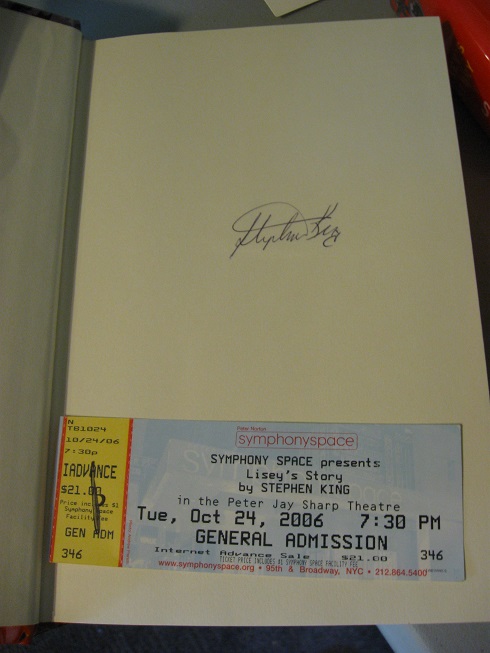 Stephen King
N
T81024
10/24/06
7:30p
IADVANCE
$21.00
Price includes $1
Symphony Space
Facility Fee
GEN ADM
346
Peter Norton
symphonyspace
SYMPHONY SPACE presents
Lisey's Story
by STEPHEN KING
in the Peter Jay Sharp Theatre
Tue, Oct 24, 2006 7:30 PM
GENERAL ADMISSION
Internet Advance Sale $21.00 346
TICKET PRICE INCLUDES $1 SYMPHONY SPACE FACILITY FEE
www.symphonyspace.org • 95th & Broadway, NYC • 212.864.5400